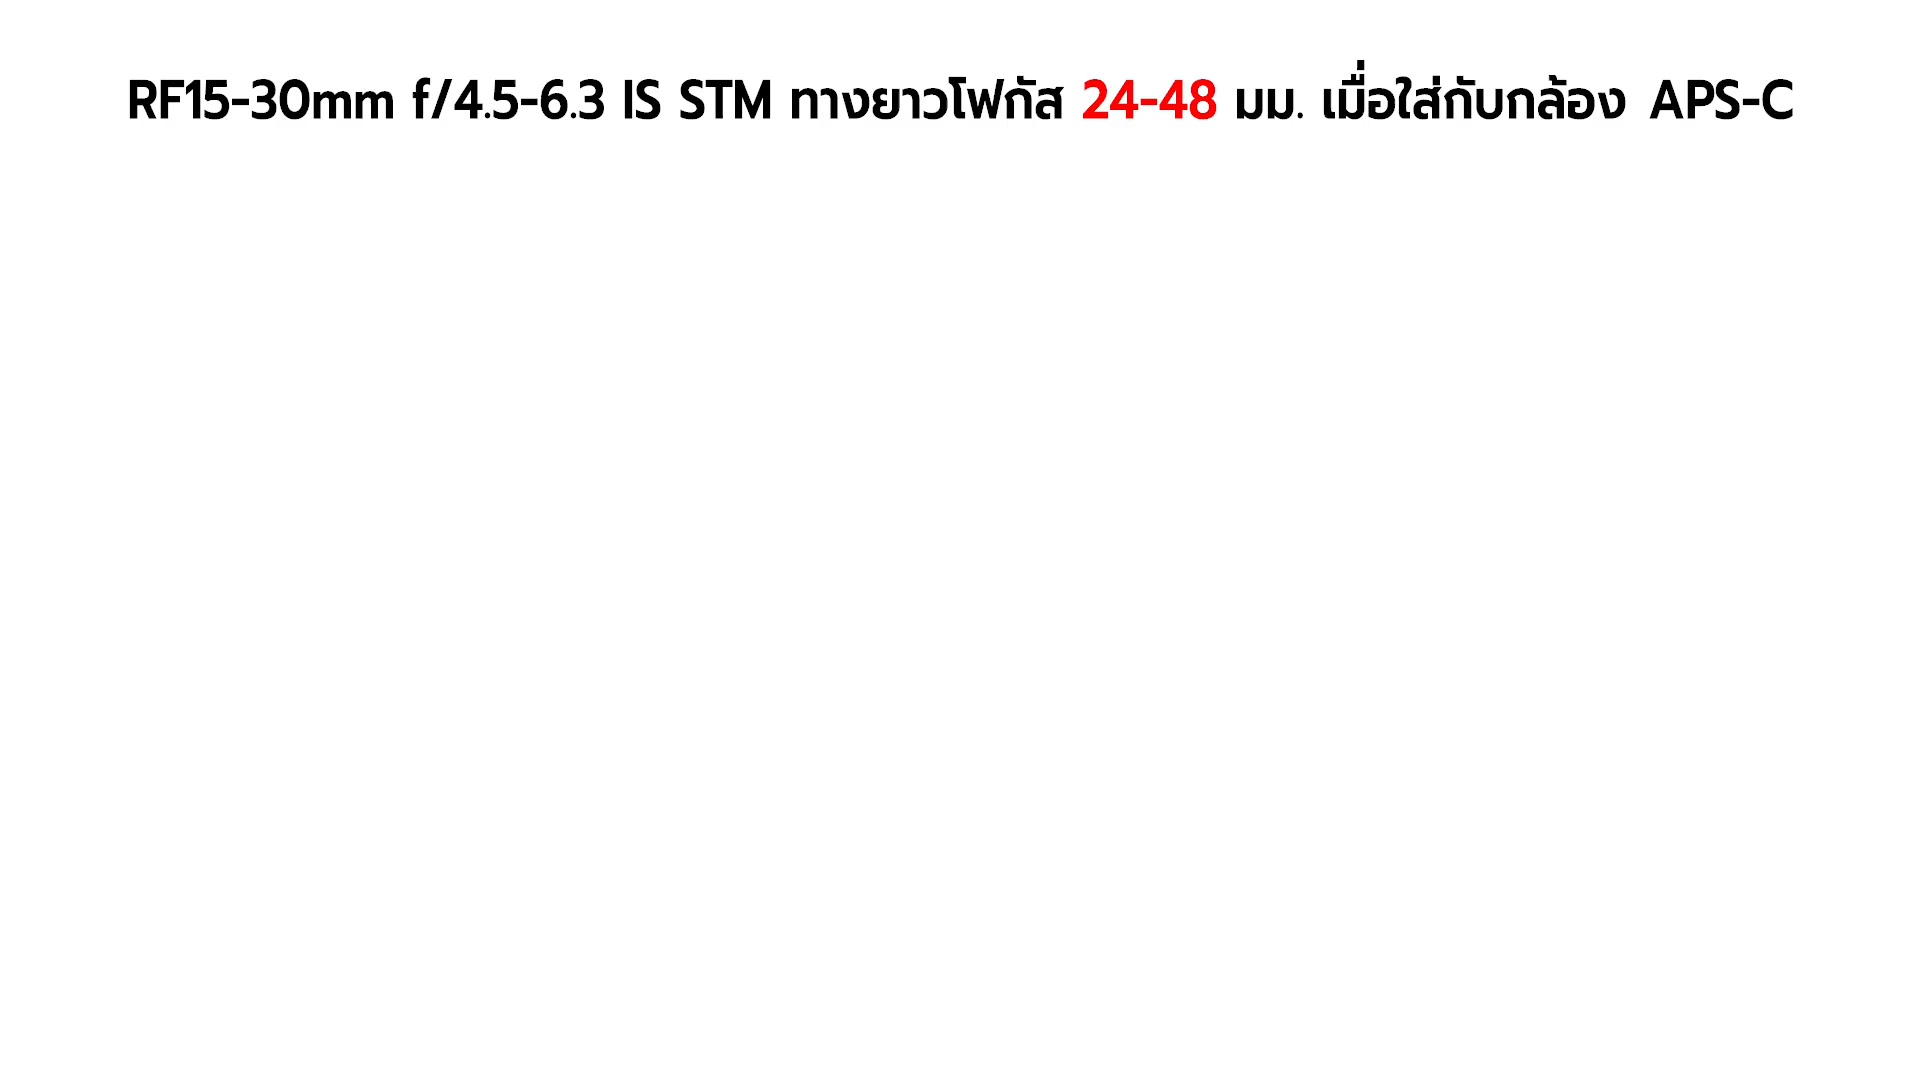 RF15-30mm f/4.5-6.3 IS STM ทางยาวโฟกัส 24-48 มม. เมื่อใส่กับกล้อง APS-C